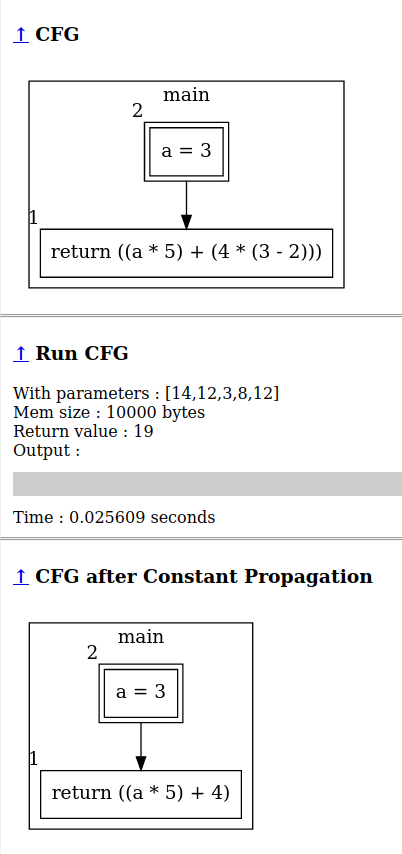 ↑ CFG
main
2
a = 3
1
return ((a * 5) + (4 * (3 - 2)))
↑ Run CFG
With parameters : [14,12,3,8,12]
Mem size : 10000 bytes
Return value : 19
Output :
Time : 0.025609 seconds
↑ CFG after Constant Propagation
main
2
a = 3
1
return ((a * 5) + 4)